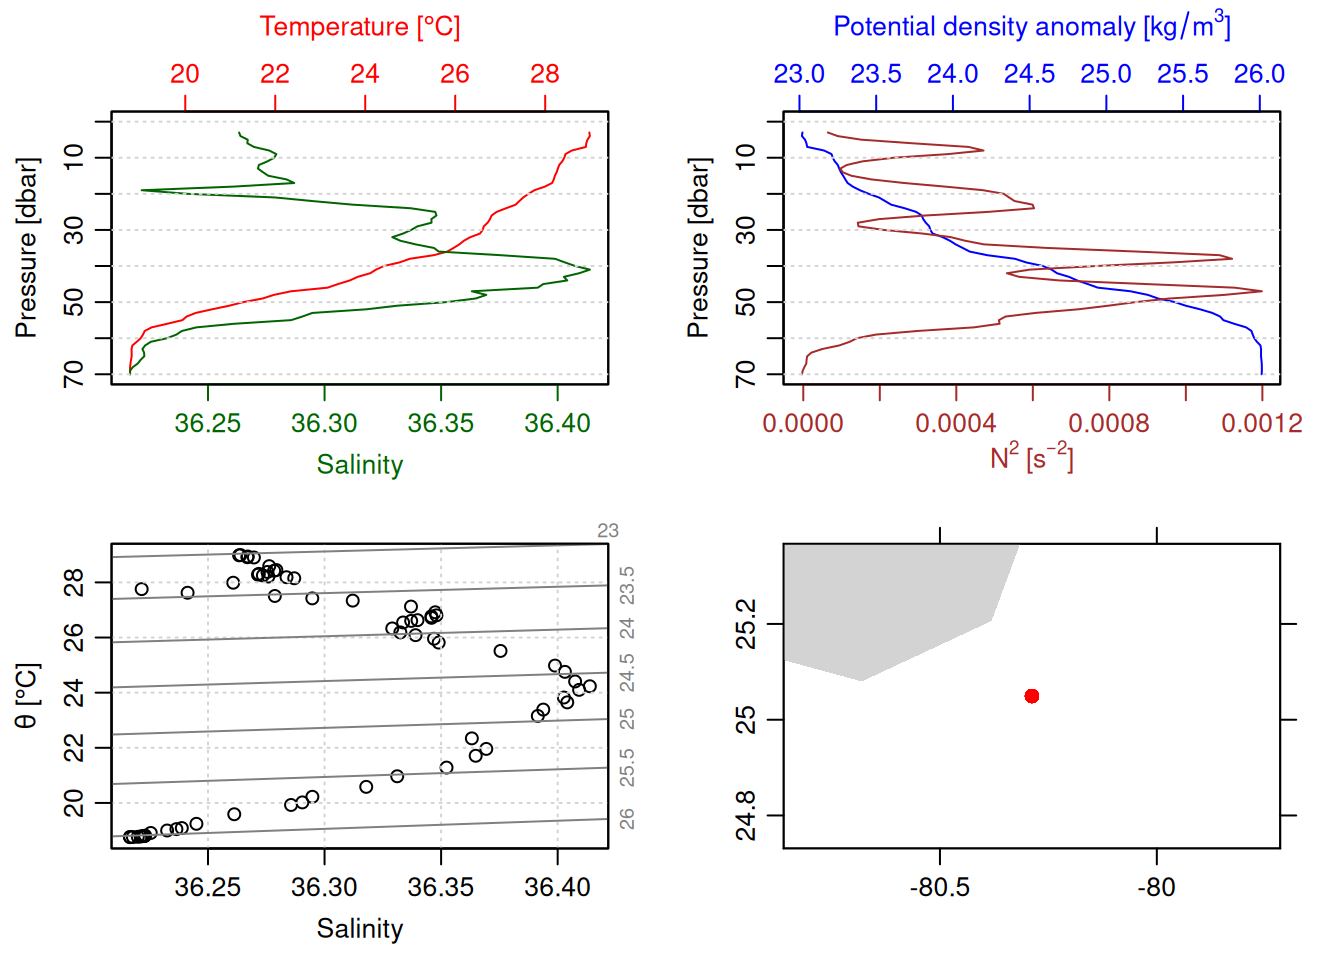 Temperature [°C]
20 22 24 26 28
Pressure [dbar]
10
30
50
70
36.25 36.30 36.35 36.40
Salinity
Potential density anomaly [kg/m³]
23.0 23.5 24.0 24.5 25.0 25.5 26.0
Pressure [dbar]
10
30
50
70
0.0000 0.0004 0.0008 0.0012
N² [s⁻²]
23
23.5
24
24.5
25
25.5
26
θ [°C]
28
26
24
22
20
36.25 36.30 36.35 36.40
Salinity
25.2
25
24.8
-80.5 -80